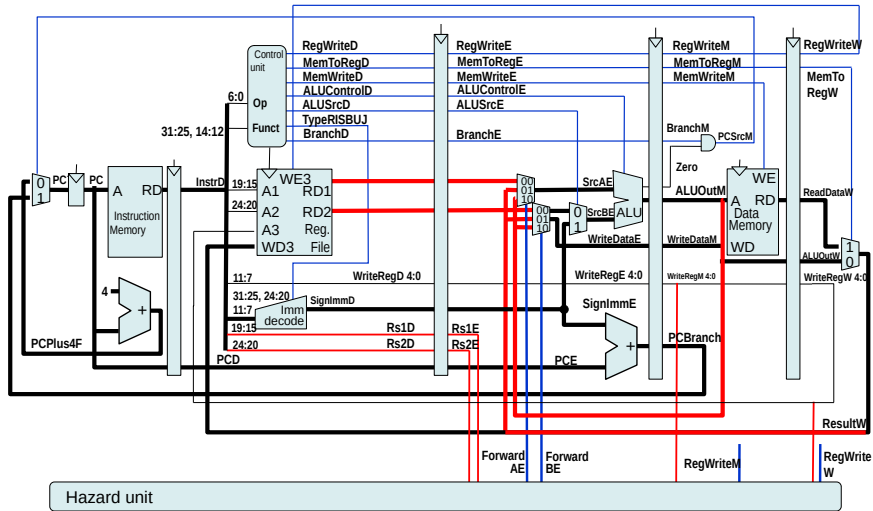 Control
unit
RegWriteD
RegWriteE
RegWriteM
RegWriteW
MemToRegD
MemToRegE
MemToRegM
MemWriteD
MemWriteE
MemWriteM
MemTo
RegW
ALUControlD
ALUControlE
6:0
Op
ALUSrcD
ALUSrcE
TypeRISBUJ
31:25, 14:12
Funct
BranchD
BranchE
BranchM
PCSrcM
Zero
PC
PC
0
1
A
RD
Instruction
Memory
InstrD
19:15
A1
WE3
RD1
24:20
A2
RD2
A3
Reg.
File
WD3
00
01
10
00
01
10
SrcAE
0
1
SrcBE
ALU
ALUOutM
WE
A
RD
Data
Memory
WD
ReadDataW
WriteDataE
WriteDataM
1
0
ALUOutW
11:7
WriteRegD 4:0
WriteRegE 4:0
WriteRegM 4:0
WriteRegW 4:0
4
+
31:25, 24:20
11:7
Imm
decode
SignImmD
SignImmE
19:15
Rs1D
Rs1E
PCPlus4F
24:20
Rs2D
Rs2E
+
PCBranch
PCD
PCE
ResultW
Forward
AE
Forward
BE
RegWriteM
RegWrite
W
Hazard unit